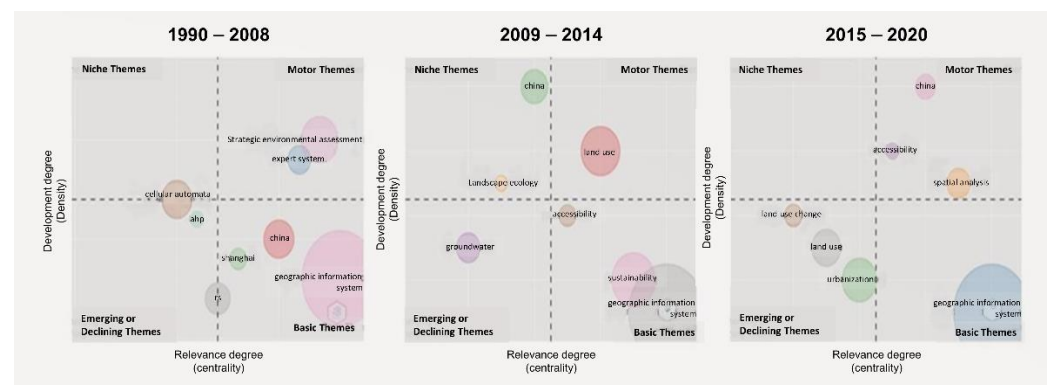 1990 – 2008
Niche Themes
Motor Themes
Strategic environmental assessment
expert system
cellular automata
ahp
china
shanghai
geographic information
system
rs
Emerging or
Declining Themes
Basic Themes
Development degree
(Density)
Relevance degree
(centrality)
2009 – 2014
Niche Themes
Motor Themes
china
land use
Landscape ecology
accessibility
groundwater
sustainability
geographic information
system
Emerging or
Declining Themes
Basic Themes
Development degree
(Density)
Relevance degree
(centrality)
2015 – 2020
Niche Themes
Motor Themes
china
accessibility
spatial analysis
land use change
land use
urbanization
geographic information
system
Emerging or
Declining Themes
Basic Themes
Development degree
(Density)
Relevance degree
(centrality)